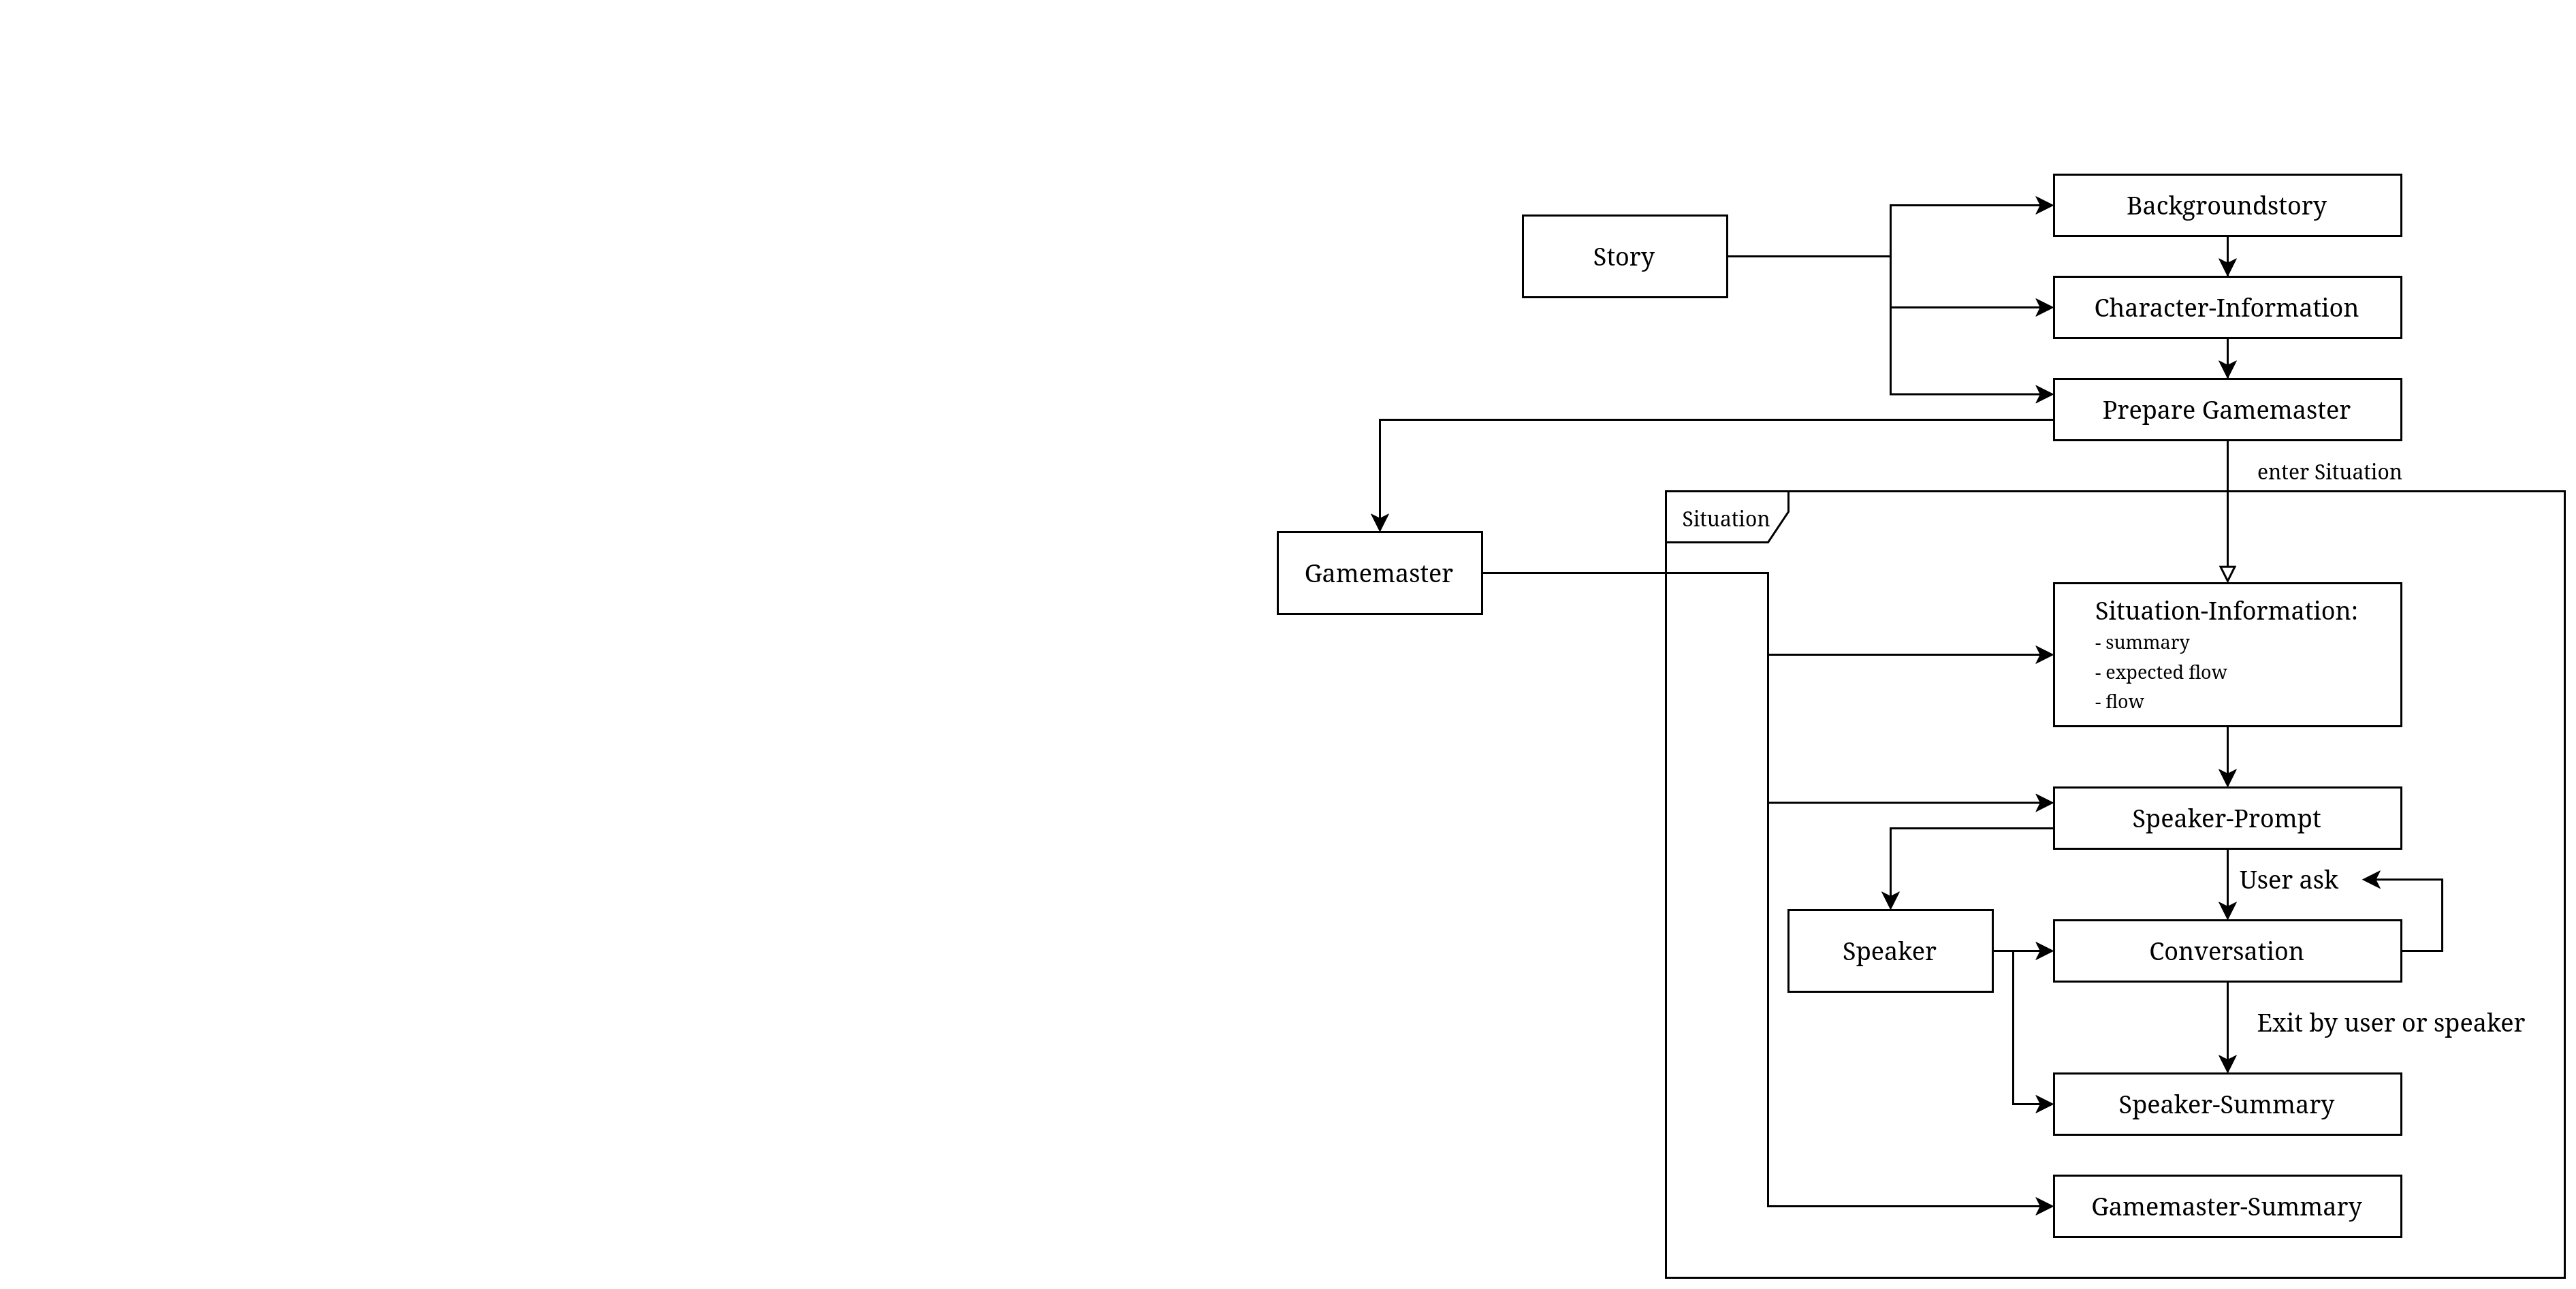 Backgroundstory
Story
Character-Information
Prepare Gamemaster
enter Situation
Situation
Gamemaster
Situation-Information:
- summary
- expected flow
- flow
Speaker-Prompt
User ask
Speaker
Conversation
Exit by user or speaker
Speaker-Summary
Gamemaster-Summary